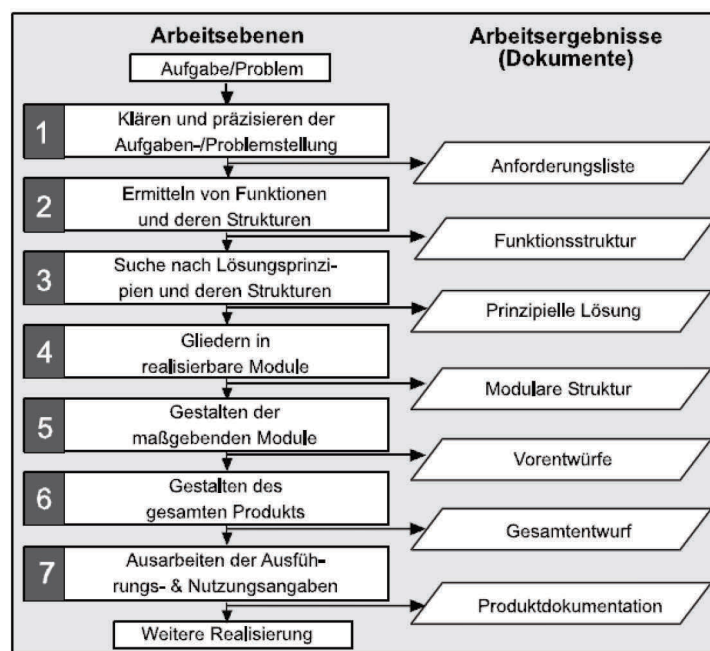 Arbeitsebenen
Arbeitsergebnisse
(Dokumente)
Aufgabe/Problem
1
Klären und präzisieren der
Aufgaben-/Problemstellung
Anforderungsliste
2
Ermitteln von Funktionen
und deren Strukturen
Funktionsstruktur
3
Suche nach Lösungsprinzi-
pien und deren Strukturen
Prinzipielle Lösung
4
Gliedern in
realisierbare Module
Modulare Struktur
5
Gestalten der
maßgebenden Module
Vorentwürfe
6
Gestalten des
gesamten Produkts
Gesamtentwurf
7
Ausarbeiten der Ausfüh-
rungs- & Nutzungsangaben
Produktdokumentation
Weitere Realisierung